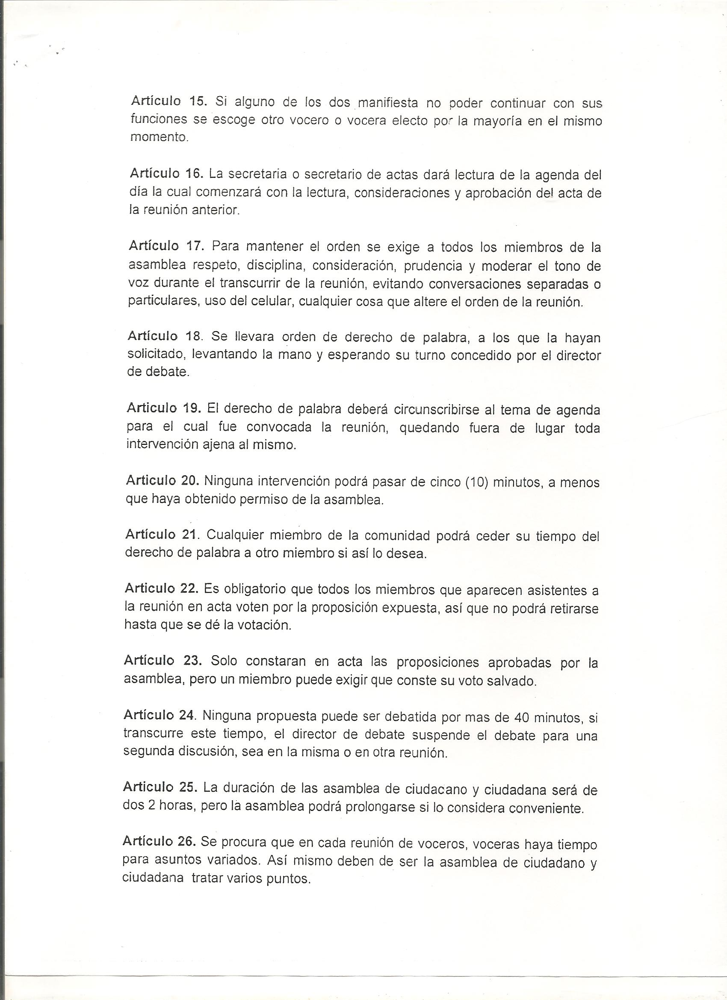 Artículo 15. Si alguno de los dos manifiesta no poder continuar con sus
funciones se escoge otro vocero o vocera electo por la mayoría en el mismo
momento.
Artículo 16. La secretaria o secretario de actas dará lectura de la agenda del
día la cual comenzará con la lectura, consideraciones y aprobación del acta de
la reunión anterior.
Artículo 17. Para mantener el orden se exige a todos los miembros de la
asamblea respeto, disciplina, consideración, prudencia y moderar el tono de
voz durante el transcurrir de la reunión, evitando conversaciones separadas o
particulares, uso del celular, cualquier cosa que altere el orden de la reunión.
Artículo 18. Se llevara orden de derecho de palabra, a los que la hayan
solicitado, levantando la mano y esperando su turno concedido por el director
de debate.
Articulo 19. El derecho de palabra deberá circunscribirse al tema de agenda
para el cual fue convocada la reunión, quedando fuera de lugar toda
intervención ajena al mismo.
Articulo 20. Ninguna intervención podrá pasar de cinco (10) minutos, a menos
que haya obtenido permiso de la asamblea.
Artículo 21. Cualquier miembro de la comunidad podrá ceder su tiempo del
derecho de palabra a otro miembro si así lo desea.
Articulo 22. Es obligatorio que todos los miembros que aparecen asistentes a
la reunión en acta voten por la proposición expuesta, así que no podrá retirarse
hasta que se dé la votación.
Artículo 23. Solo constaran en acta las proposiciones aprobadas por la
asamblea, pero un miembro puede exigir que conste su voto salvado.
Artículo 24. Ninguna propuesta puede ser debatida por mas de 40 minutos, si
transcurre este tiempo, el director de debate suspende el debate para una
segunda discusión, sea en la misma o en otra reunión.
Articulo 25. La duración de las asamblea de ciudadano y ciudadana será de
dos 2 horas, pero la asamblea podrá prolongarse si lo considera conveniente.
Artículo 26. Se procura que en cada reunión de voceros, voceras haya tiempo
para asuntos variados. Así mismo deben de ser la asamblea de ciudadano y
ciudadana tratar varios puntos.